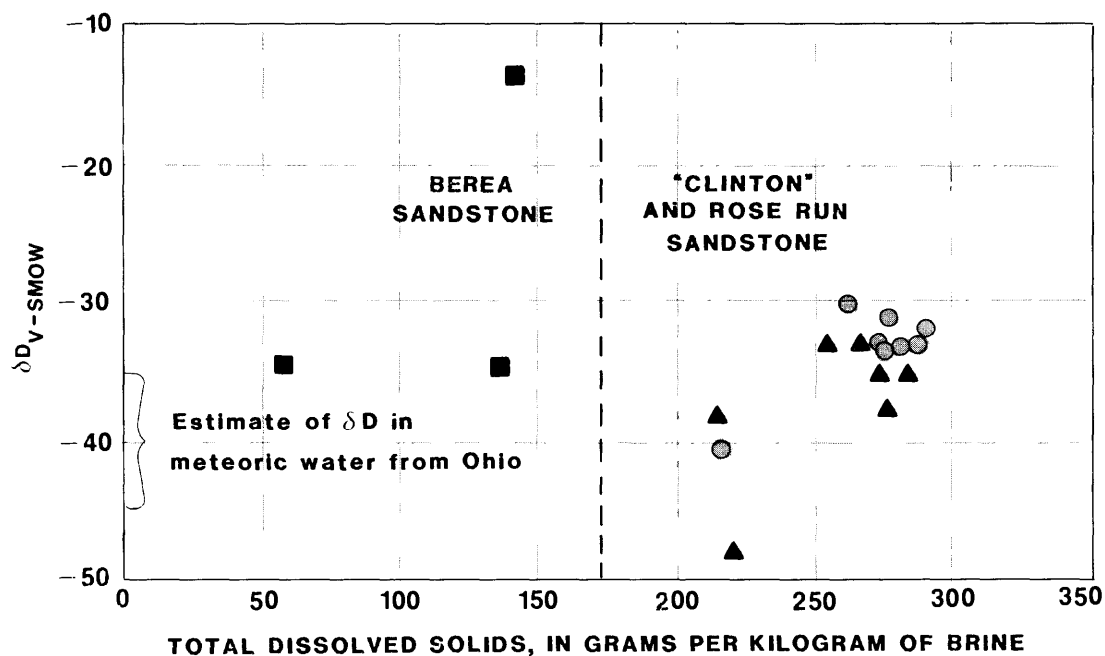 −10
−20
−30
−40
−50
δD V-SMOW
BEREA
SANDSTONE
"CLINTON"
AND ROSE RUN
SANDSTONE
Estimate of δD in
meteoric water from Ohio
0 50 100 150 200 250 300 350
TOTAL DISSOLVED SOLIDS, IN GRAMS PER KILOGRAM OF BRINE